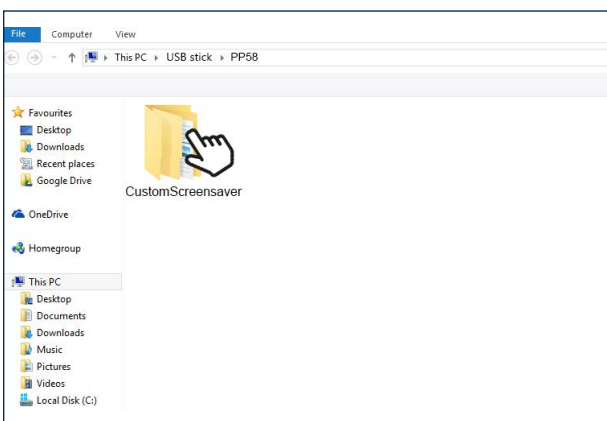 File Computer View
This PC USB stick PP58
Favourites
Desktop
Downloads
Recent places
Google Drive
CustomScreensaver
OneDrive
Homegroup
This PC
Desktop
Documents
Downloads
Music
Pictures
Videos
Local Disk (C:)